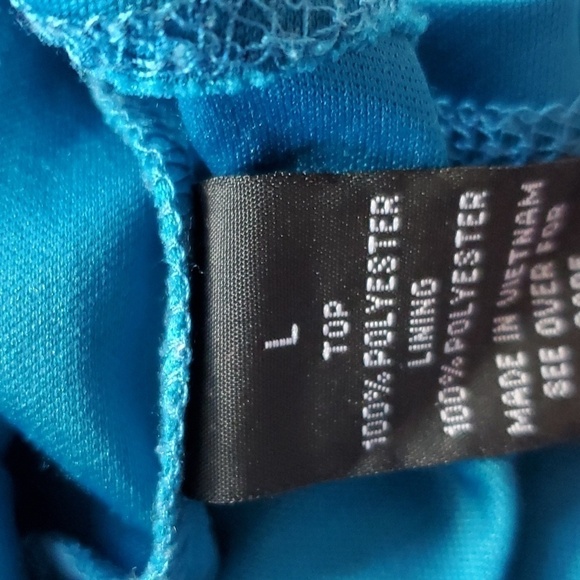 L
TOP
100% POLYESTER
LINING
100% POLYESTER
MADE IN VIETNAM
SEE OVER FOR